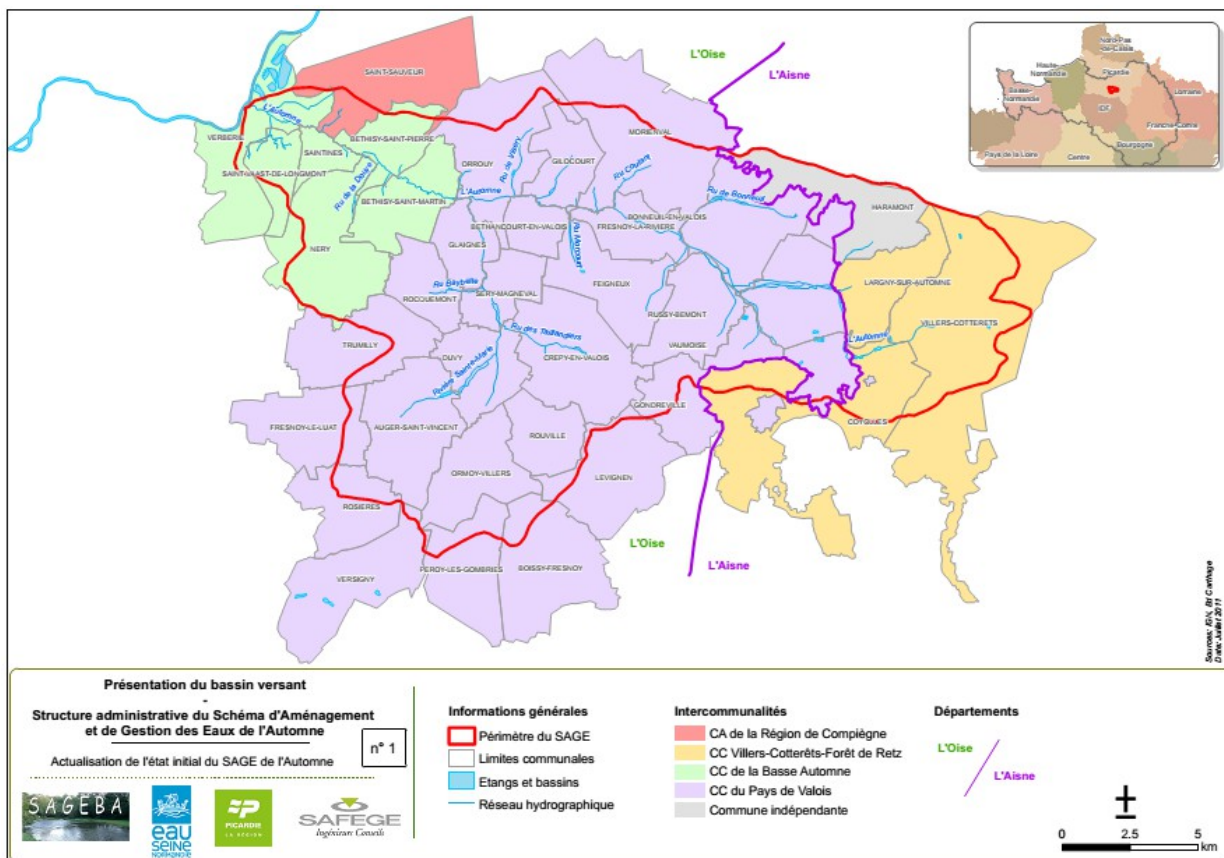 L'Oise
L'Aisne
Nord-Pas
-de-Calais
Haute-
Normandie
Picardie
Basse-
Normandie
Lorraine
IDF
Franche-Comté
Bourgogne
Pays de la Loire
Centre
SAINT-SAUVEUR
L'Automne
VERBERIE
BETHISY-SAINT-PIERRE
SAINTINES
SAINT-VAAST-DE-LONGMONT
Ru de la Douye
BETHISY-SAINT-MARTIN
NERY
MORIENVAL
ORROUY
Ru de Visery
GILOCOURT
Ru Coulant
L'Automne
Ru de Bonneuil
HARAMONT
BONNEUIL-EN-VALOIS
BETHANCOURT-EN-VALOIS
FRESNOY-LA-RIVIERE
Ru Morcourt
GLAIGNES
FEIGNEUX
LARGNY-SUR-AUTOMNE
Ru Baybelle
ROCQUEMONT
SERY-MAGNEVAL
RUSSY-BEMONT
VILLERS-COTTERETS
Ru des Taillandiers
L'Automne
TRUMILLY
DUVY
CREPY-EN-VALOIS
VAUMOISE
Rivière Sainte-Marie
GONDREVILLE
COYOLLES
FRESNOY-LE-LUAT
AUGER-SAINT-VINCENT
ROUVILLE
ORMOY-VILLERS
LEVIGNEN
ROSIERES
L'Oise
L'Aisne
PEROY-LES-GOMBRIES
BOISSY-FRESNOY
VERSIGNY
Sources: IGN, Bd Carthage
Date: Juillet 2011
Présentation du bassin versant
-
Structure administrative du Schéma d'Aménagement
et de Gestion des Eaux de l'Automne
n° 1
Actualisation de l'état initial du SAGE de l'Automne
SAGEBA
eau
SEINE
NORMANDIE
PICARDIE
LA RÉGION
SAFEGE
Ingénieurs Conseils
Informations générales
Périmètre du SAGE
Limites communales
Etangs et bassins
Réseau hydrographique
Intercommunalités
CA de la Région de Compiègne
CC Villers-Cotterêts-Forêt de Retz
CC de la Basse Automne
CC du Pays de Valois
Commune indépendante
Départements
L'Oise
L'Aisne
0 2.5 5
km